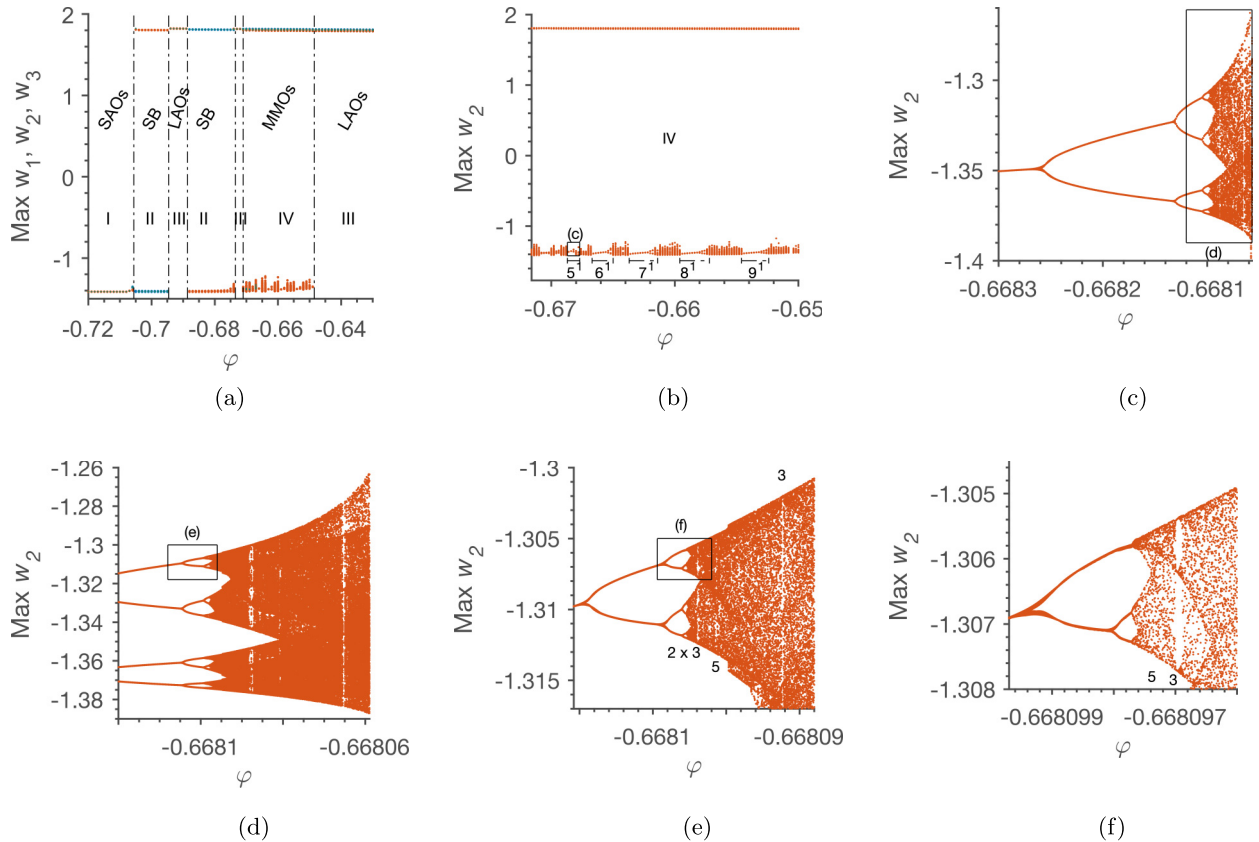 2
1
0
-1
Max w1, w2, w3
SAOs
SB
LAOs
SB
MMOs
LAOs
I
II
III
II
III
IV
III
-0.72 -0.7 -0.68 -0.66 -0.64
φ
(a)
2
1
0
-1
Max w2
IV
(c)
5^1 6^1 7^1 8^1 9^1
-0.67 -0.66 -0.65
φ
(b)
-1.3
-1.35
-1.4
Max w2
(d)
-0.6683 -0.6682 -0.6681
φ
(c)
-1.26
-1.28
-1.3
-1.32
-1.34
-1.36
-1.38
Max w2
(e)
-0.6681 -0.66806
φ
(d)
-1.3
-1.305
-1.31
-1.315
Max w2
3
(f)
2 x 3
5
-0.6681 -0.66809
φ
(e)
-1.305
-1.306
-1.307
-1.308
Max w2
5 3
-0.668099 -0.668097
φ
(f)